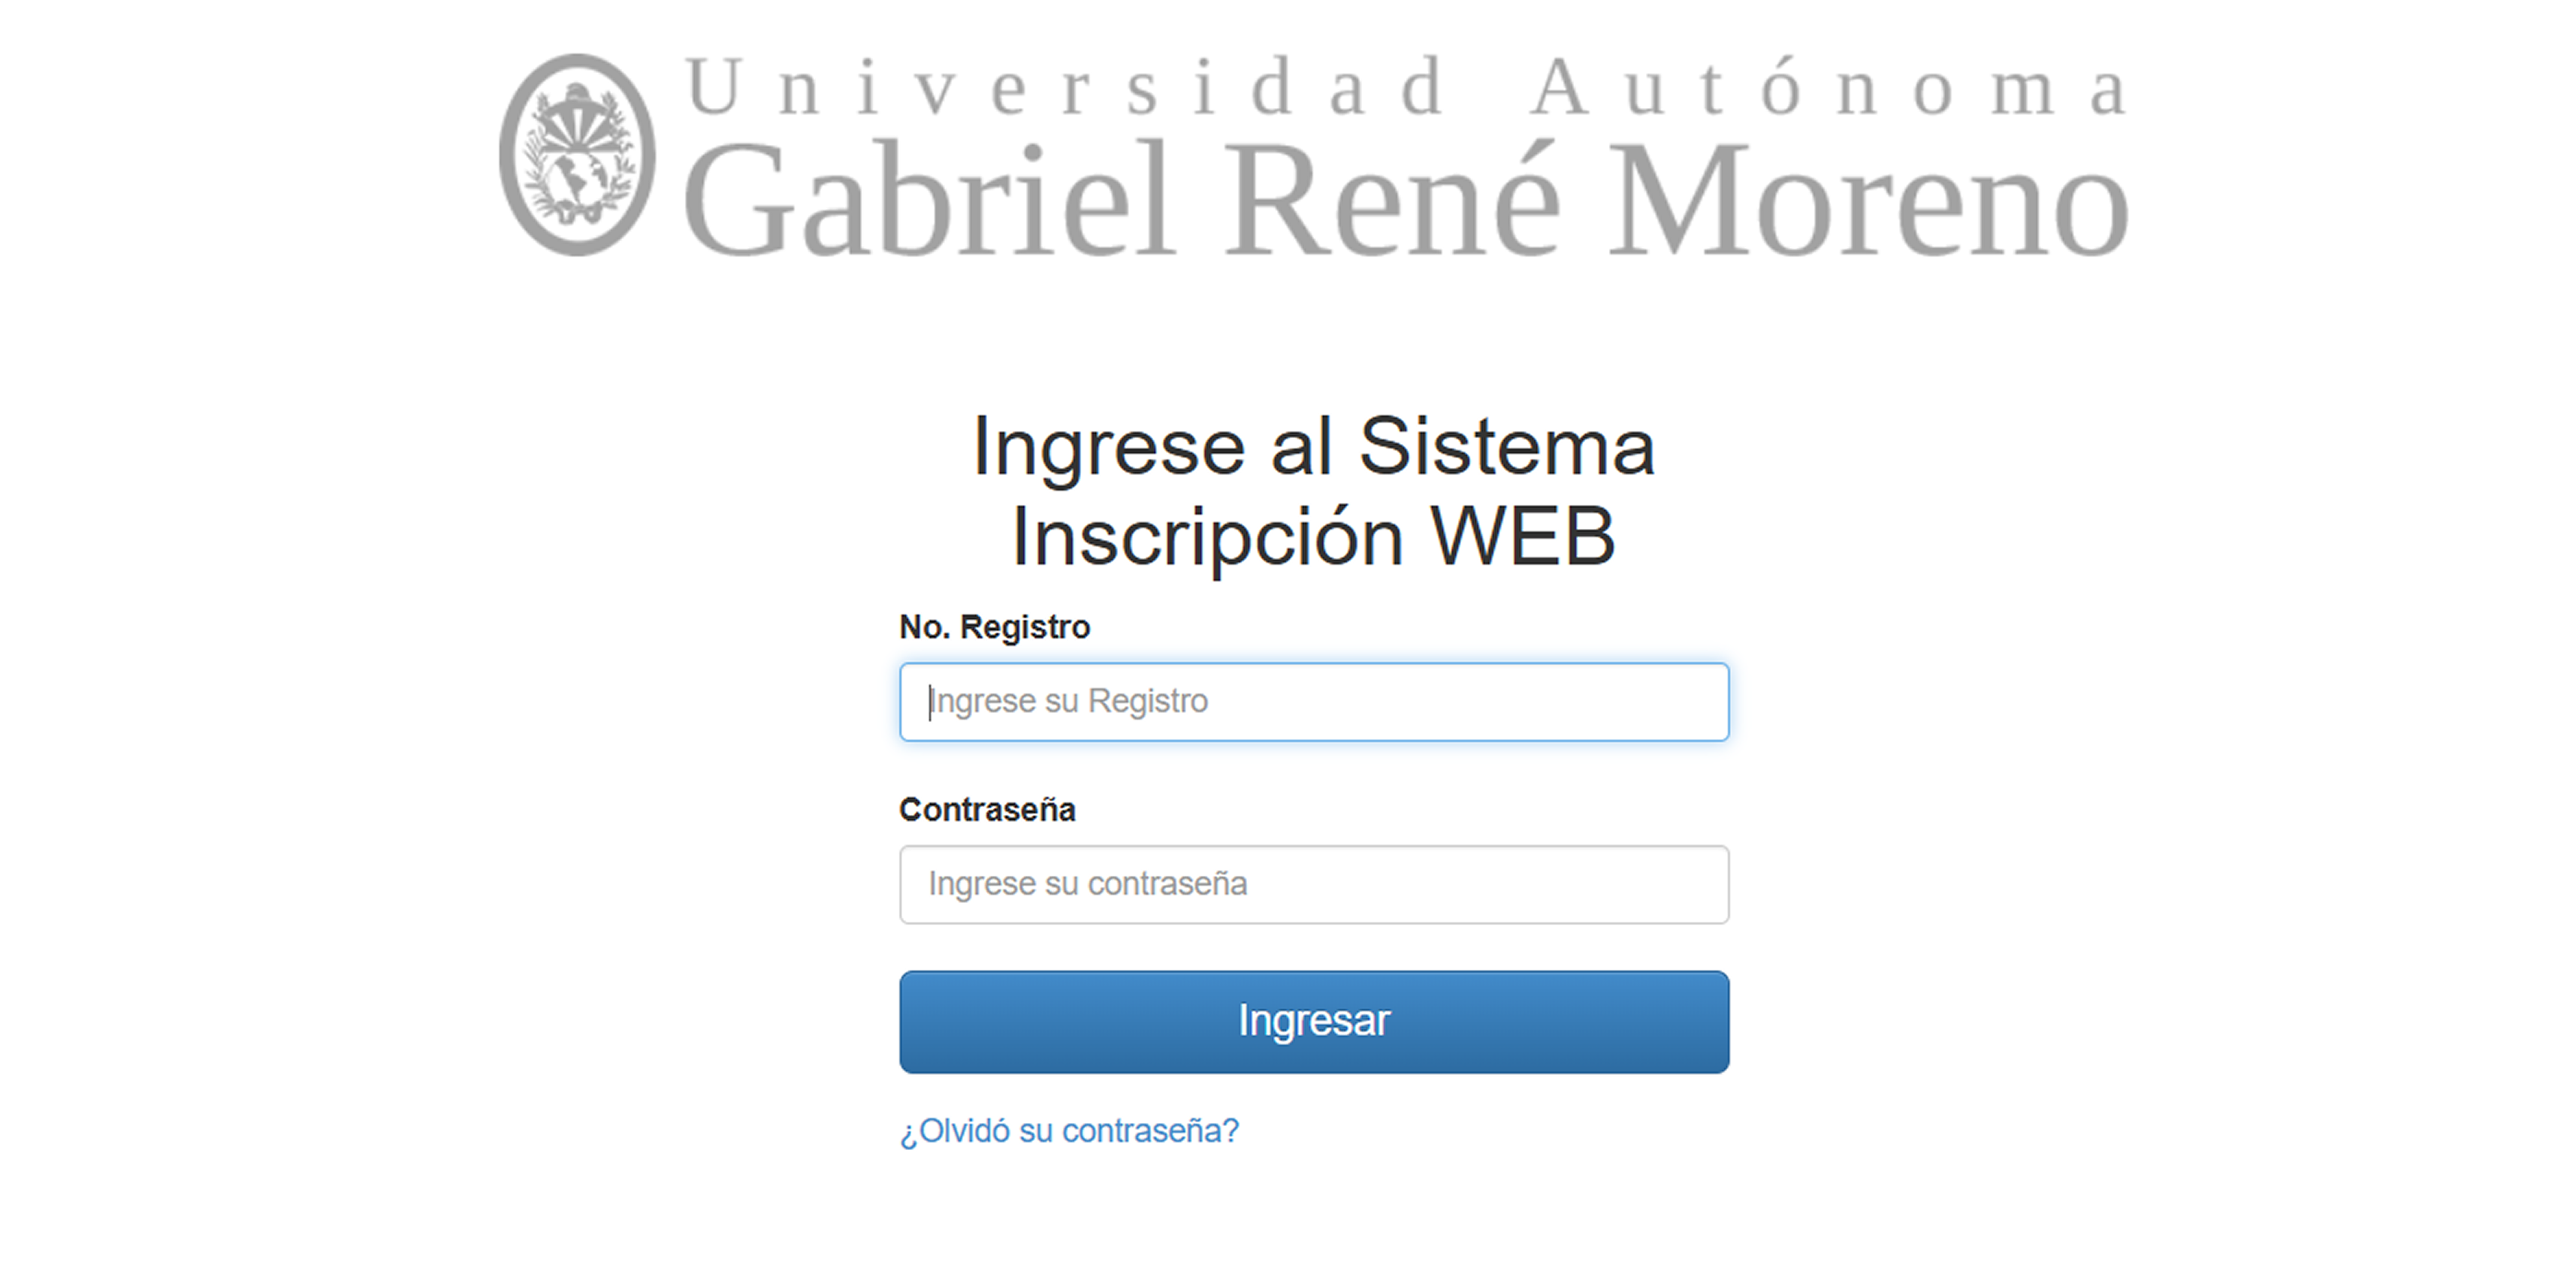 Universidad Autónoma
Gabriel René Moreno
Ingrese al Sistema
Inscripción WEB
No. Registro
Ingrese su Registro
Contraseña
Ingrese su contraseña
Ingresar
¿Olvidó su contraseña?